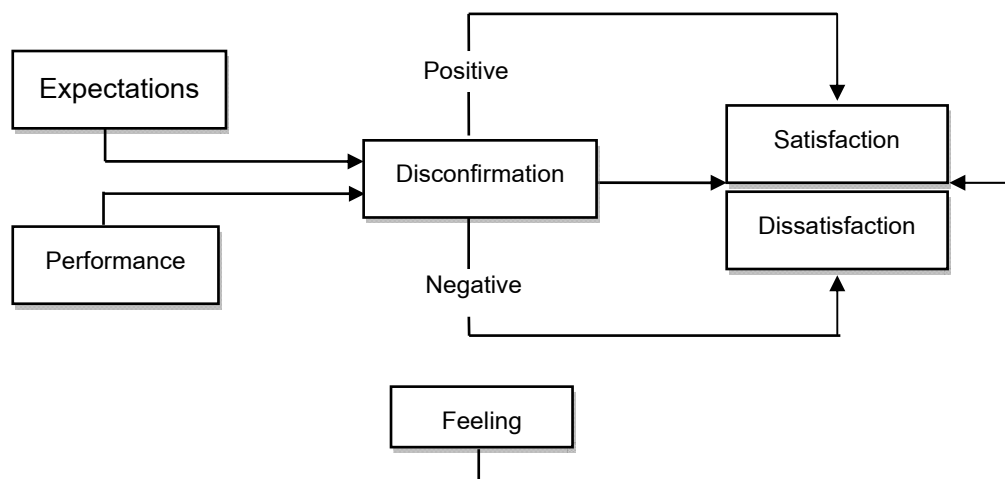 Positive
Expectations
Satisfaction
Disconfirmation
Dissatisfaction
Performance
Negative
Feeling